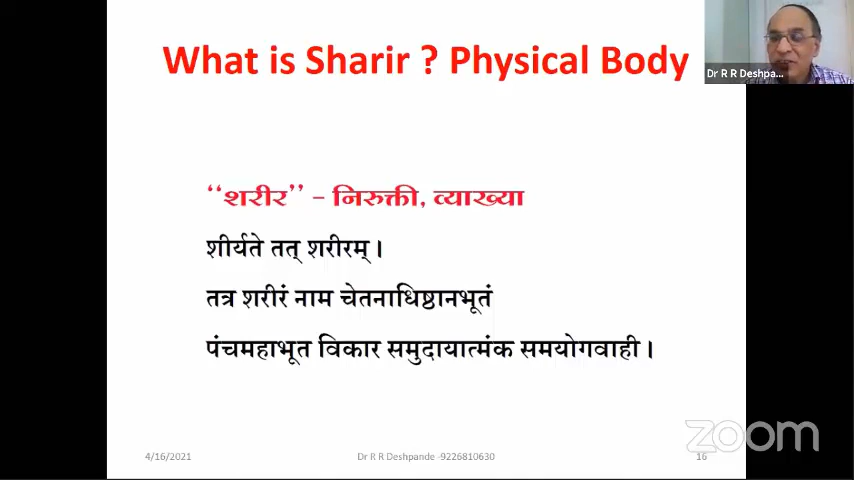 What is Sharir ? Physical Body
Dr R R Deshpa...
‘‘शरीर’’ – निरुक्ती, व्याख्या
शीर्यते तत् शरीरम् ।
तत्र शरीरं नाम चेतनाधिष्ठानभूतं
पंचमहाभूत विकार समुदायात्मंक समयोगवाही ।
4/16/2021
Dr R R Deshpande -9226810630
16
zoom